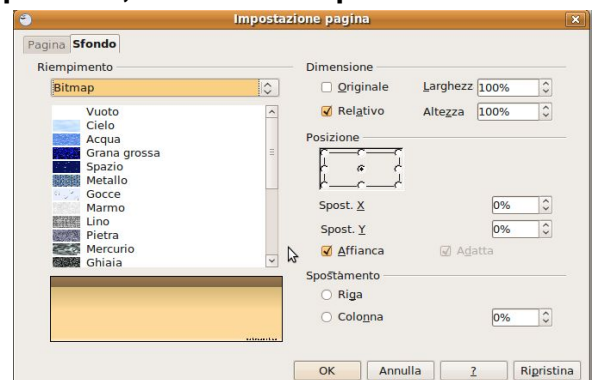 Impostazione pagina
Pagina Sfondo
Riempimento
Bitmap
Vuoto
Cielo
Acqua
Grana grossa
Spazio
Metallo
Gocce
Marmo
Lino
Pietra
Mercurio
Ghiaia
Dimensione
Originale Larghezz 100%
Relativo Altezza 100%
Posizione
Spost. X 0%
Spost. Y 0%
Affianca Adatta
Spostamento
Riga
Colonna 0%
OK Annulla ? Ripristina